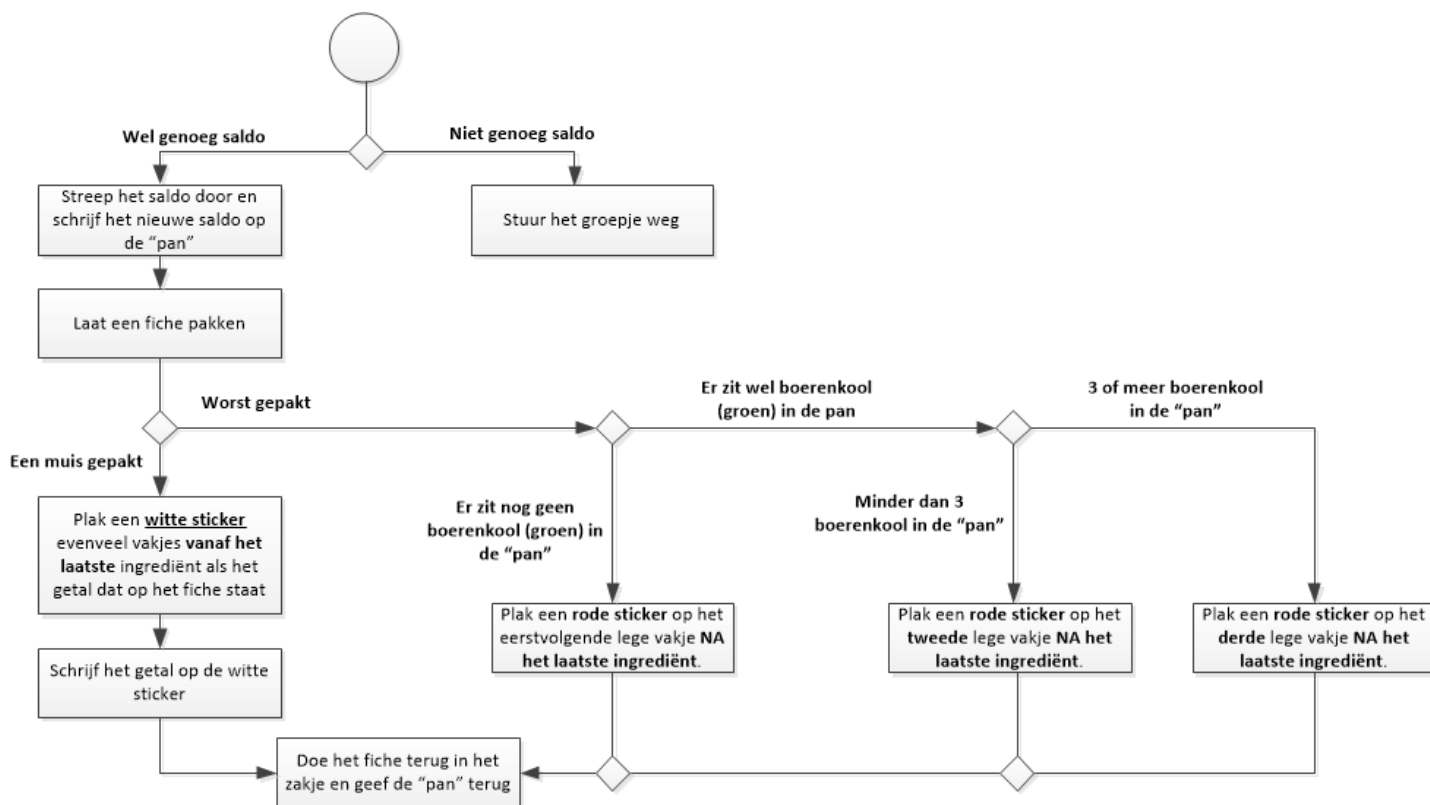 Wel genoeg saldo
Niet genoeg saldo
Streep het saldo door en
schrijf het nieuwe saldo op
de “pan”
Stuur het groepje weg
Laat een fiche pakken
Worst gepakt
Er zit wel boerenkool
(groen) in de pan
3 of meer boerenkool
in de “pan”
Een muis gepakt
Plak een witte sticker
evenveel vakjes vanaf het
laatste ingrediënt als het
getal dat op het fiche staat
Er zit nog geen
boerenkool (groen) in
de “pan”
Minder dan 3
boerenkool in de “pan”
Plak een rode sticker op het
eerstvolgende lege vakje NA
het laatste ingrediënt.
Plak een rode sticker op het
tweede lege vakje NA het
laatste ingrediënt.
Plak een rode sticker op het
derde lege vakje NA het
laatste ingrediënt.
Schrijf het getal op de witte
sticker
Doe het fiche terug in het
zakje en geef de “pan” terug